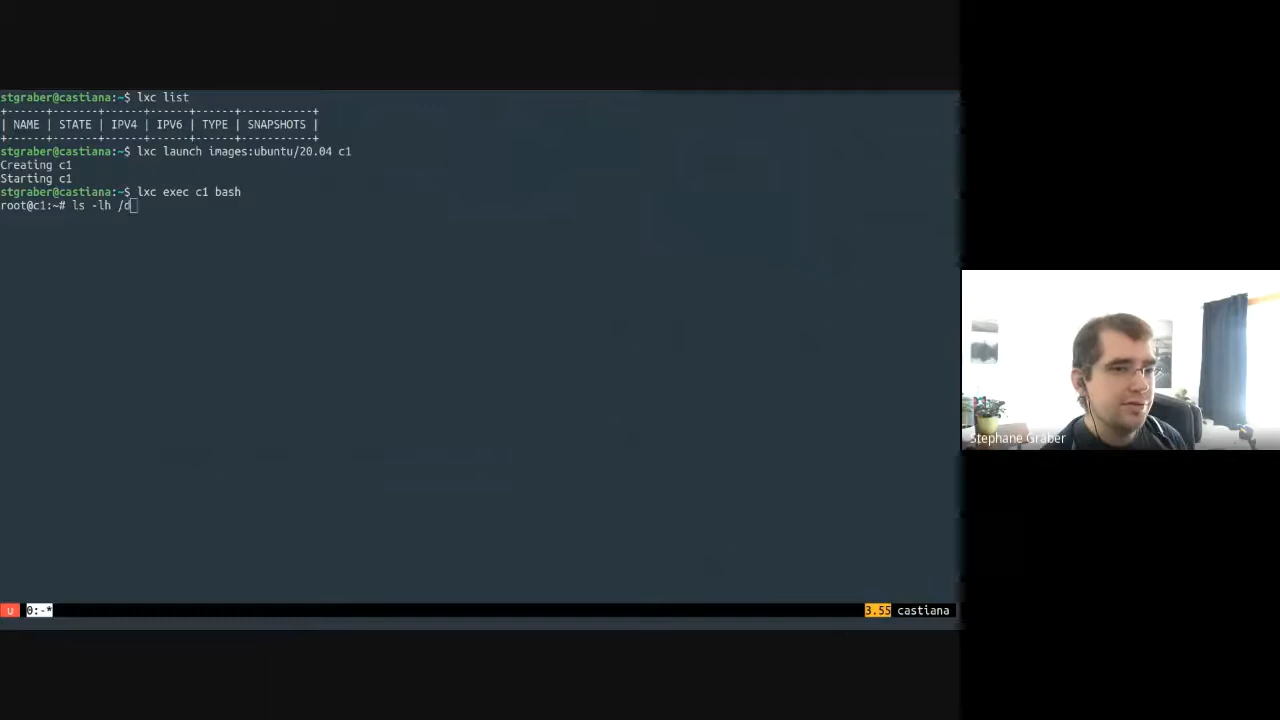 stgraber@castiana:~$ lxc list
+------+-------+------+------+------+-----------+
| NAME | STATE | IPV4 | IPV6 | TYPE | SNAPSHOTS |
+------+-------+------+------+------+-----------+
stgraber@castiana:~$ lxc launch images:ubuntu/20.04 c1
Creating c1
Starting c1
stgraber@castiana:~$ lxc exec c1 bash
root@c1:~# ls -lh /d
Stephane Graber
u 0:-* 3.55 castiana